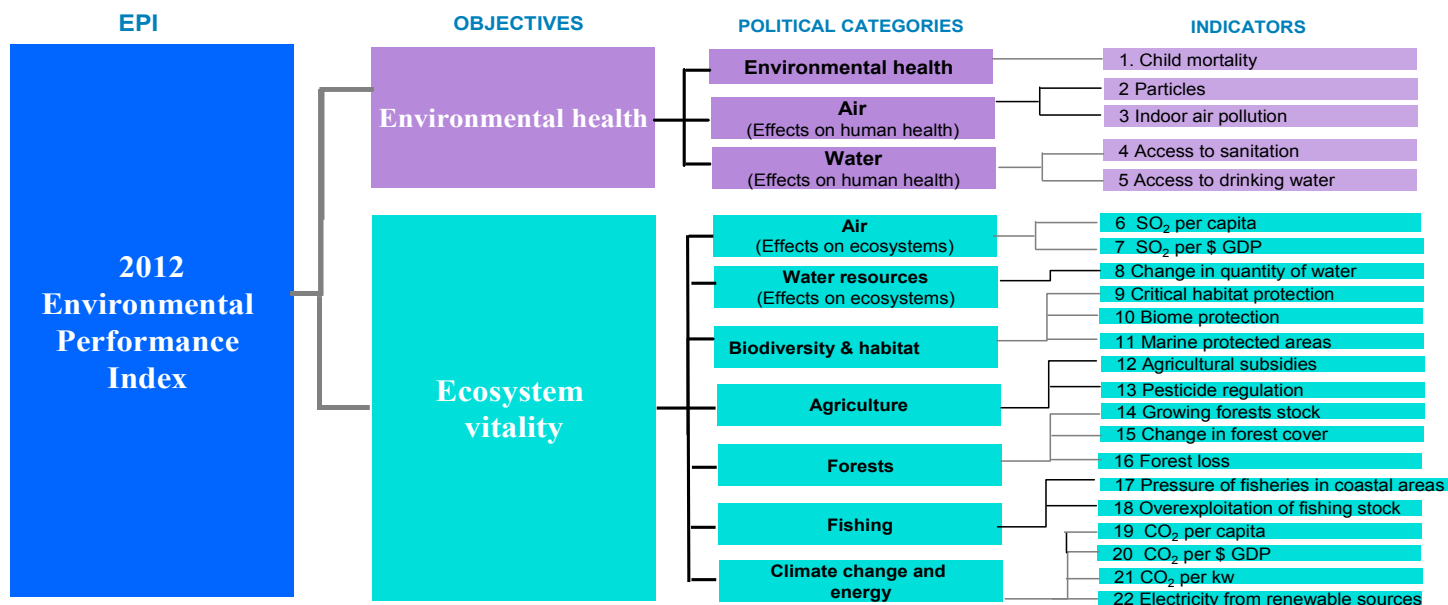 EPI
OBJECTIVES
POLITICAL CATEGORIES
INDICATORS
2012
Environmental
Performance
Index
Environmental health
Environmental health
Air
(Effects on human health)
Water
(Effects on human health)
1. Child mortality
2 Particles
3 Indoor air pollution
4 Access to sanitation
5 Access to drinking water
Ecosystem
vitality
Air
(Effects on ecosystems)
Water resources
(Effects on ecosystems)
Biodiversity & habitat
Agriculture
Forests
Fishing
Climate change and
energy
6 SO₂ per capita
7 SO₂ per $ GDP
8 Change in quantity of water
9 Critical habitat protection
10 Biome protection
11 Marine protected areas
12 Agricultural subsidies
13 Pesticide regulation
14 Growing forests stock
15 Change in forest cover
16 Forest loss
17 Pressure of fisheries in coastal areas
18 Overexploitation of fishing stock
19 CO₂ per capita
20 CO₂ per $ GDP
21 CO₂ per kw
22 Electricity from renewable sources